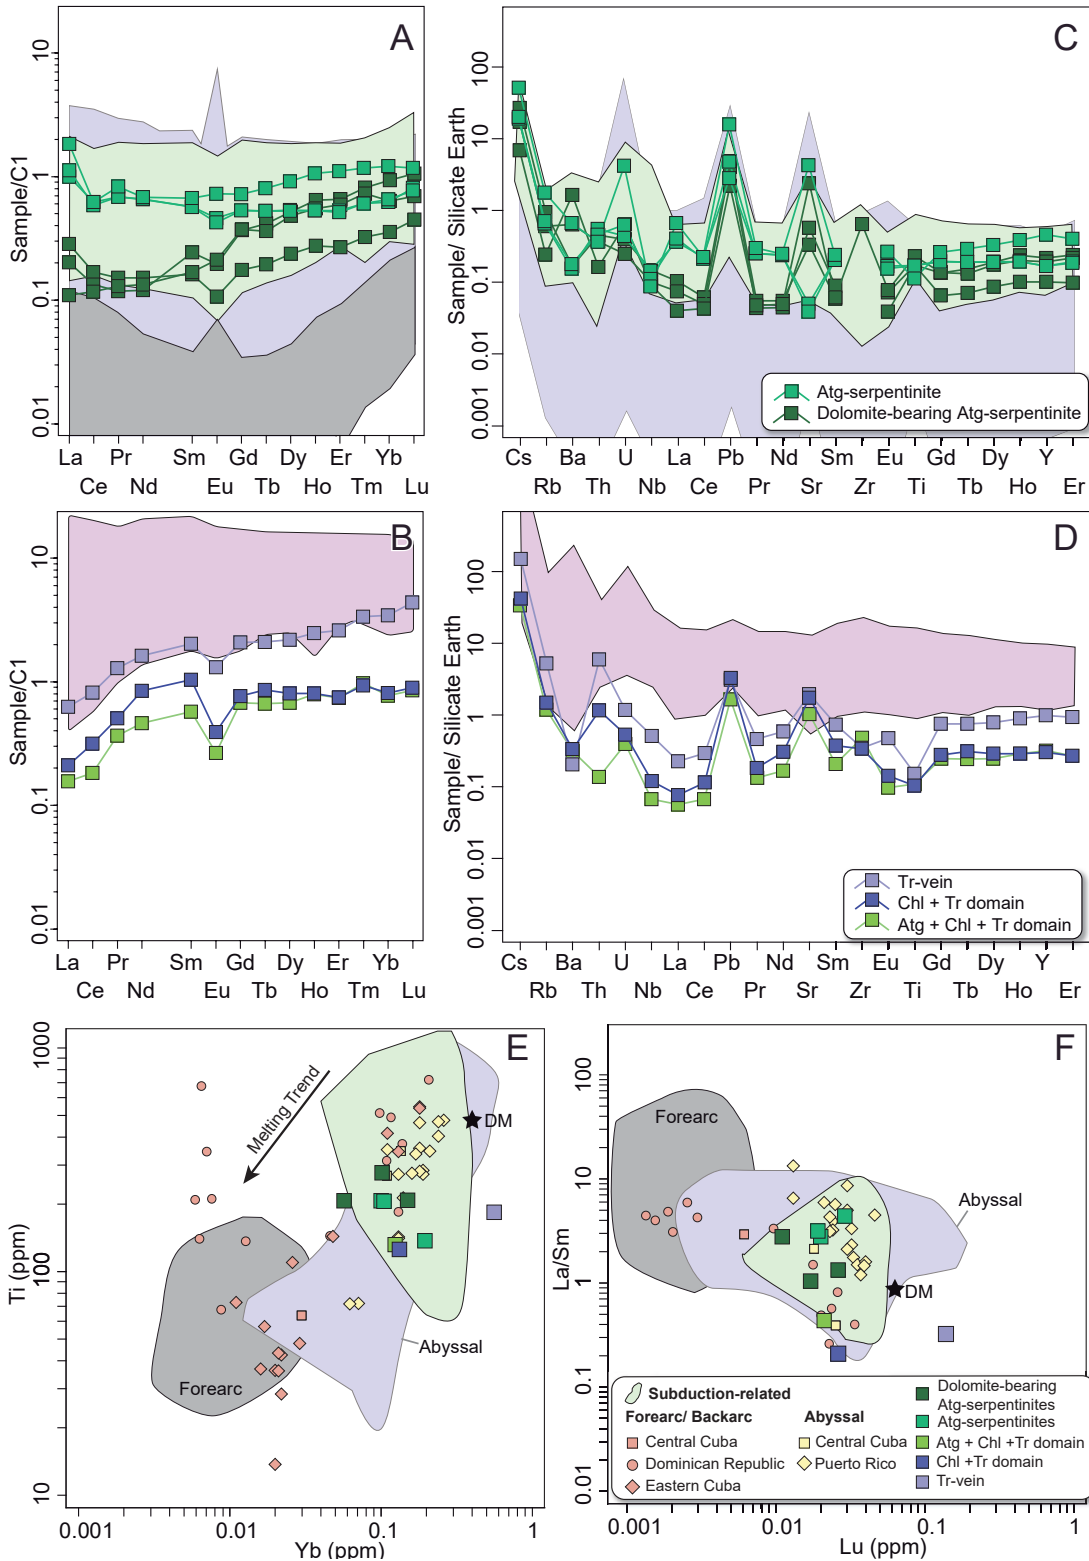 A
10
1
0.1
0.01
Sample/C1
La
Pr
Sm
Gd
Dy
Er
Yb
Ce
Nd
Eu
Tb
Ho
Tm
Lu
C
100
10
1
0.1
0.01
0.001
Sample/ Silicate Earth
Atg-serpentinite
Dolomite-bearing Atg-serpentinite
Cs
Ba
U
La
Pb
Nd
Sm
Eu
Gd
Dy
Y
Rb
Th
Nb
Ce
Pr
Sr
Zr
Ti
Tb
Ho
Er
B
10
1
0.1
0.01
Sample/C1
La
Pr
Sm
Gd
Dy
Er
Yb
Ce
Nd
Eu
Tb
Ho
Tm
Lu
D
100
10
1
0.1
0.01
0.001
Sample/ Silicate Earth
Tr-vein
Chl + Tr domain
Atg + Chl + Tr domain
Cs
Ba
U
La
Pb
Nd
Sm
Eu
Gd
Dy
Y
Rb
Th
Nb
Ce
Pr
Sr
Zr
Ti
Tb
Ho
Er
E
1000
100
10
Ti (ppm)
Melting Trend
DM
Abyssal
Forearc
0.001
0.01
0.1
1
Yb (ppm)
F
100
10
1
0.1
0.01
La/Sm
Forearc
Abyssal
DM
Subduction-related
Forearc/ Backarc
Central Cuba
Dominican Republic
Eastern Cuba
Abyssal
Central Cuba
Puerto Rico
Dolomite-bearing
Atg-serpentinites
Atg-serpentinites
Atg + Chl +Tr domain
Chl +Tr domain
Tr-vein
0.001
0.01
0.1
1
Lu (ppm)